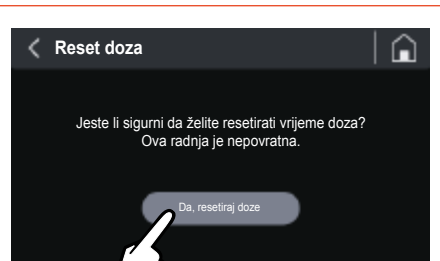 Reset doza
Jeste li sigurni da želite resetirati vrijeme doza?
Ova radnja je nepovratna.
Da, resetiraj doze